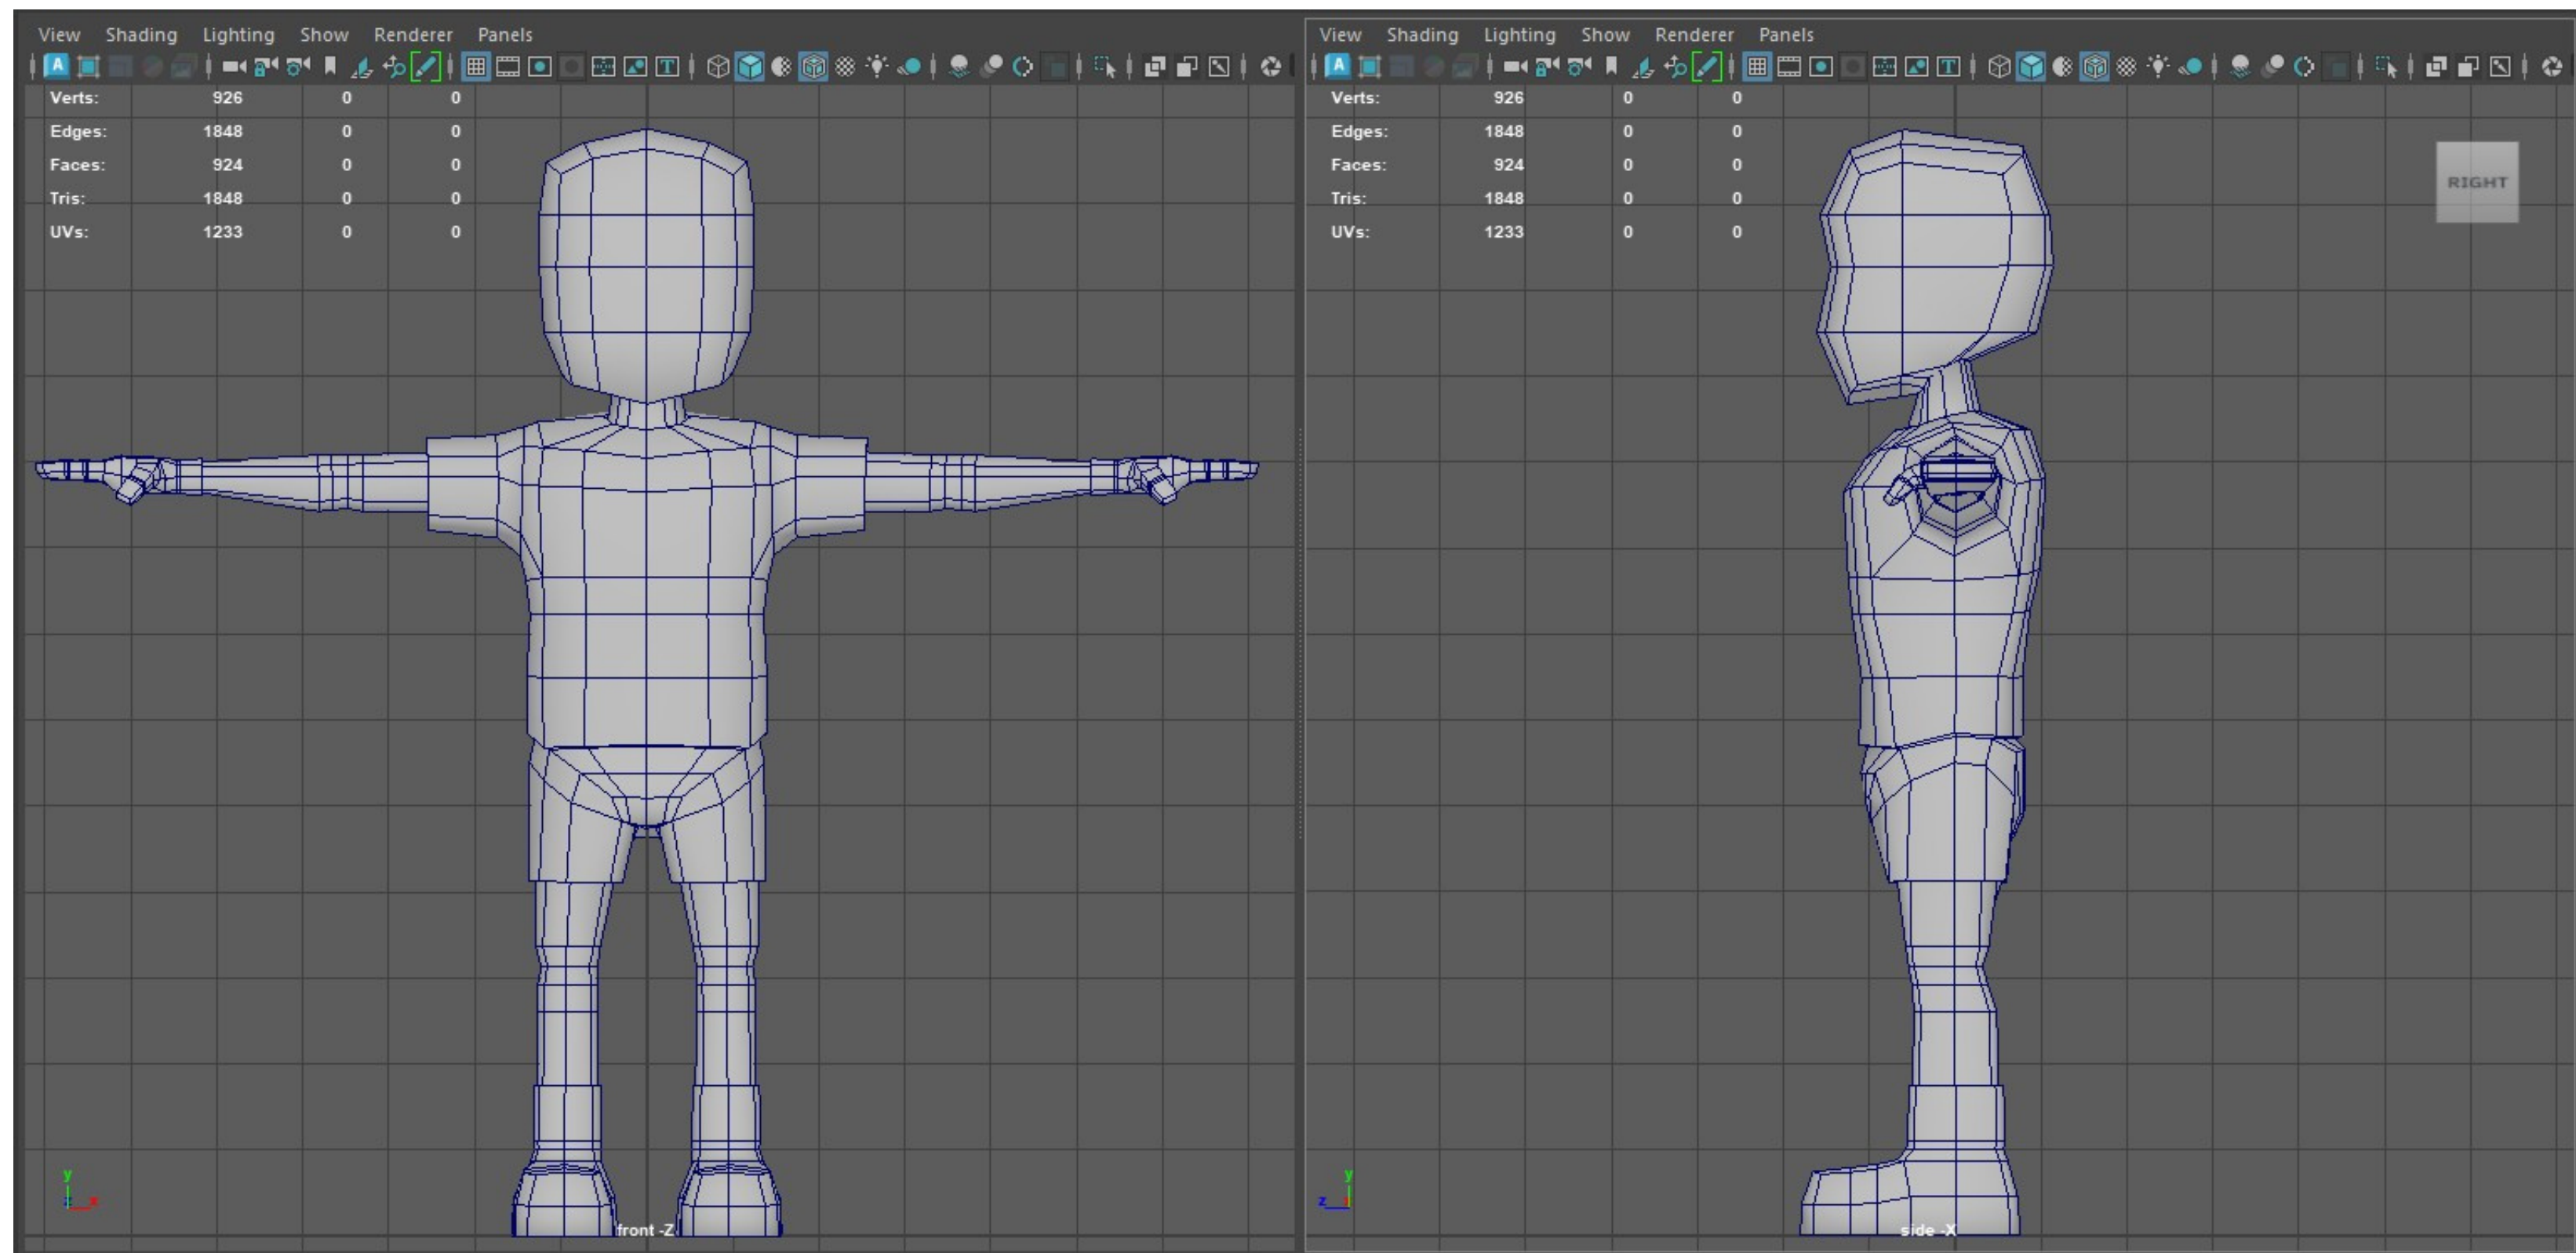 View Shading Lighting Show Renderer Panels
Verts: 926 0 0
Edges: 1848 0 0
Faces: 924 0 0
Tris: 1848 0 0
UVs: 1233 0 0
y
z x
front -Z
View Shading Lighting Show Renderer Panels
Verts: 926 0 0
Edges: 1848 0 0
Faces: 924 0 0
Tris: 1848 0 0
UVs: 1233 0 0
RIGHT
y
z
side -X